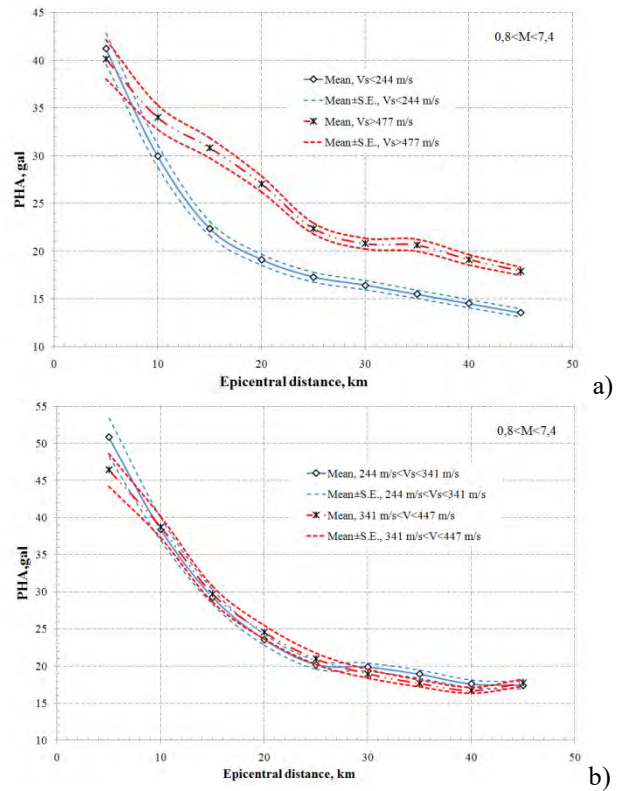 45
40
35
30
25
20
15
10
PHA, gal
0,8<M<7,4
Mean, Vs<244 m/s
Mean±S.E., Vs<244 m/s
Mean, Vs>477 m/s
Mean±S.E., Vs>477 m/s
0 10 20 30 40 50
Epicentral distance, km
a)
55
50
45
40
35
30
25
20
15
10
PHA,gal
0,8<M<7,4
Mean, 244 m/s<Vs<341 m/s
Mean±S.E., 244 m/s<Vs<341 m/s
Mean, 341 m/s<V<447 m/s
Mean±S.E., 341 m/s<V<447 m/s
0 10 20 30 40 50
Epicentral distance, km
b)